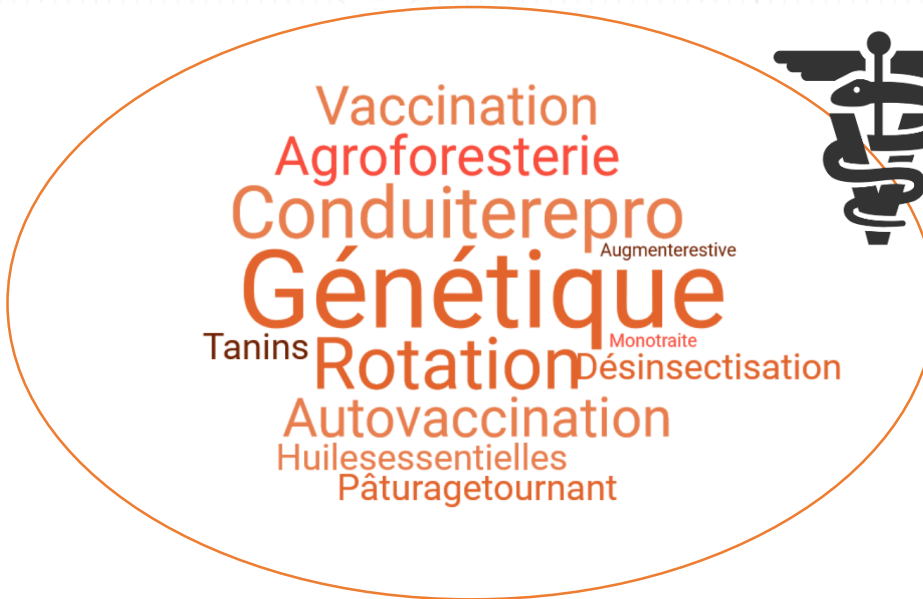 Vaccination
Agroforesterie
Conduiterepro
Augmenterestive
Génétique
Monotraite
Tanins
Rotation
Désinsectisation
Autovaccination
Huilesessentielles
Pâturagetournant